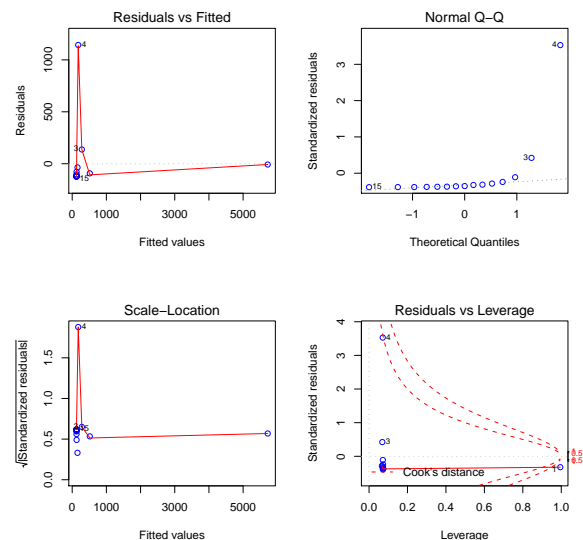 Residuals vs Fitted
Residuals
1000
500
0
4
3
15
0 1000 3000 5000
Fitted values
Normal Q−Q
Standardized residuals
3
2
1
0
4
3
15
−1 0 1
Theoretical Quantiles
Scale−Location
√|Standardized residuals|
1.5
1.0
0.5
0.0
4
0 1000 3000 5000
Fitted values
Residuals vs Leverage
Standardized residuals
4
3
2
1
0
4
3
1
Cook's distance
0.0 0.2 0.4 0.6 0.8 1.0
Leverage